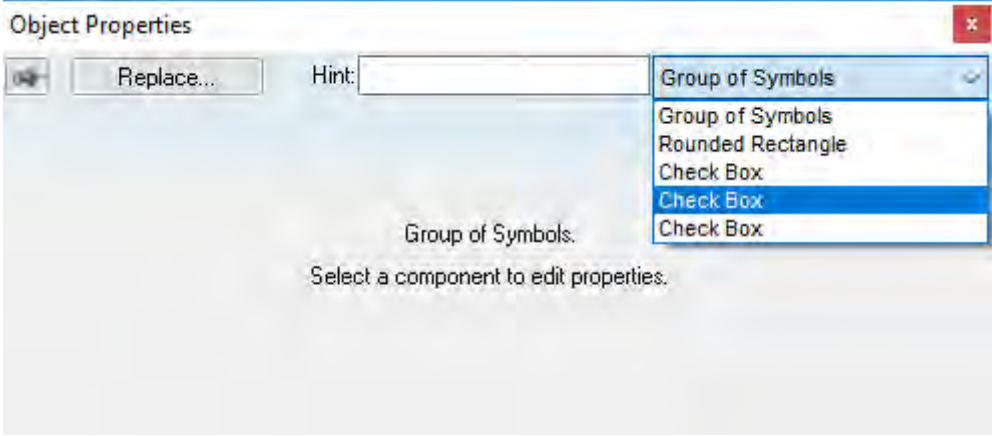 Object Properties
x
Replace... Hint: Group of Symbols
Group of Symbols
Rounded Rectangle
Check Box
Check Box
Check Box
Group of Symbols.
Select a component to edit properties.